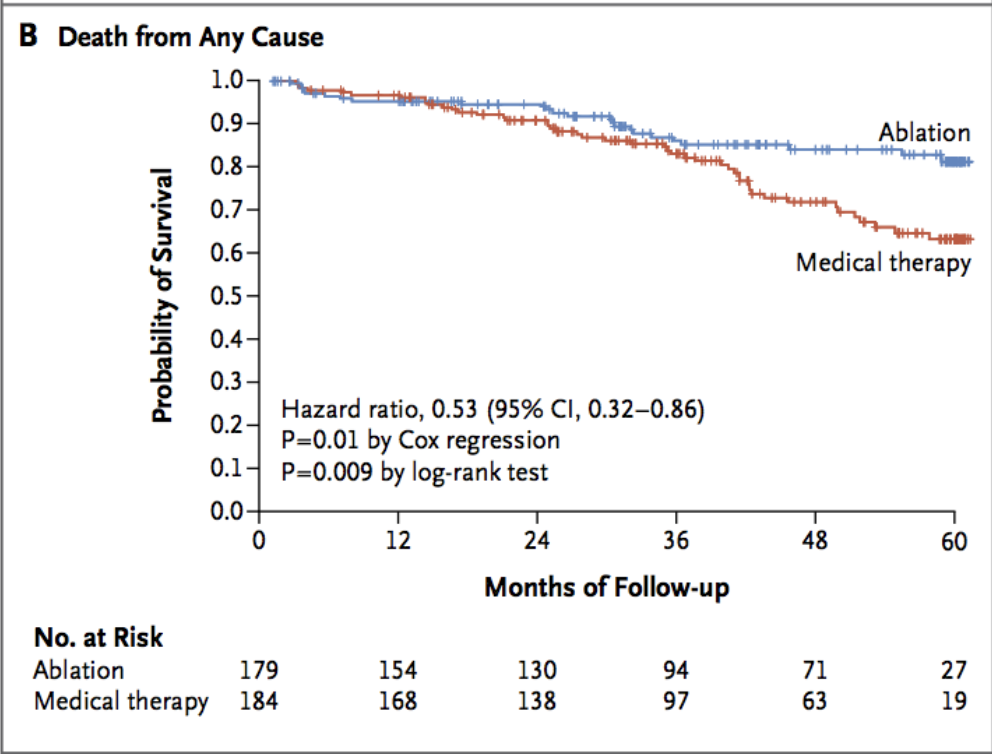 B Death from Any Cause
1.0
0.9
0.8
0.7
0.6
0.5
0.4
0.3
0.2
0.1
0.0
Probability of Survival
Ablation
Medical therapy
Hazard ratio, 0.53 (95% CI, 0.32–0.86)
P=0.01 by Cox regression
P=0.009 by log-rank test
0 12 24 36 48 60
Months of Follow-up
No. at Risk
Ablation 179 154 130 94 71 27
Medical therapy 184 168 138 97 63 19